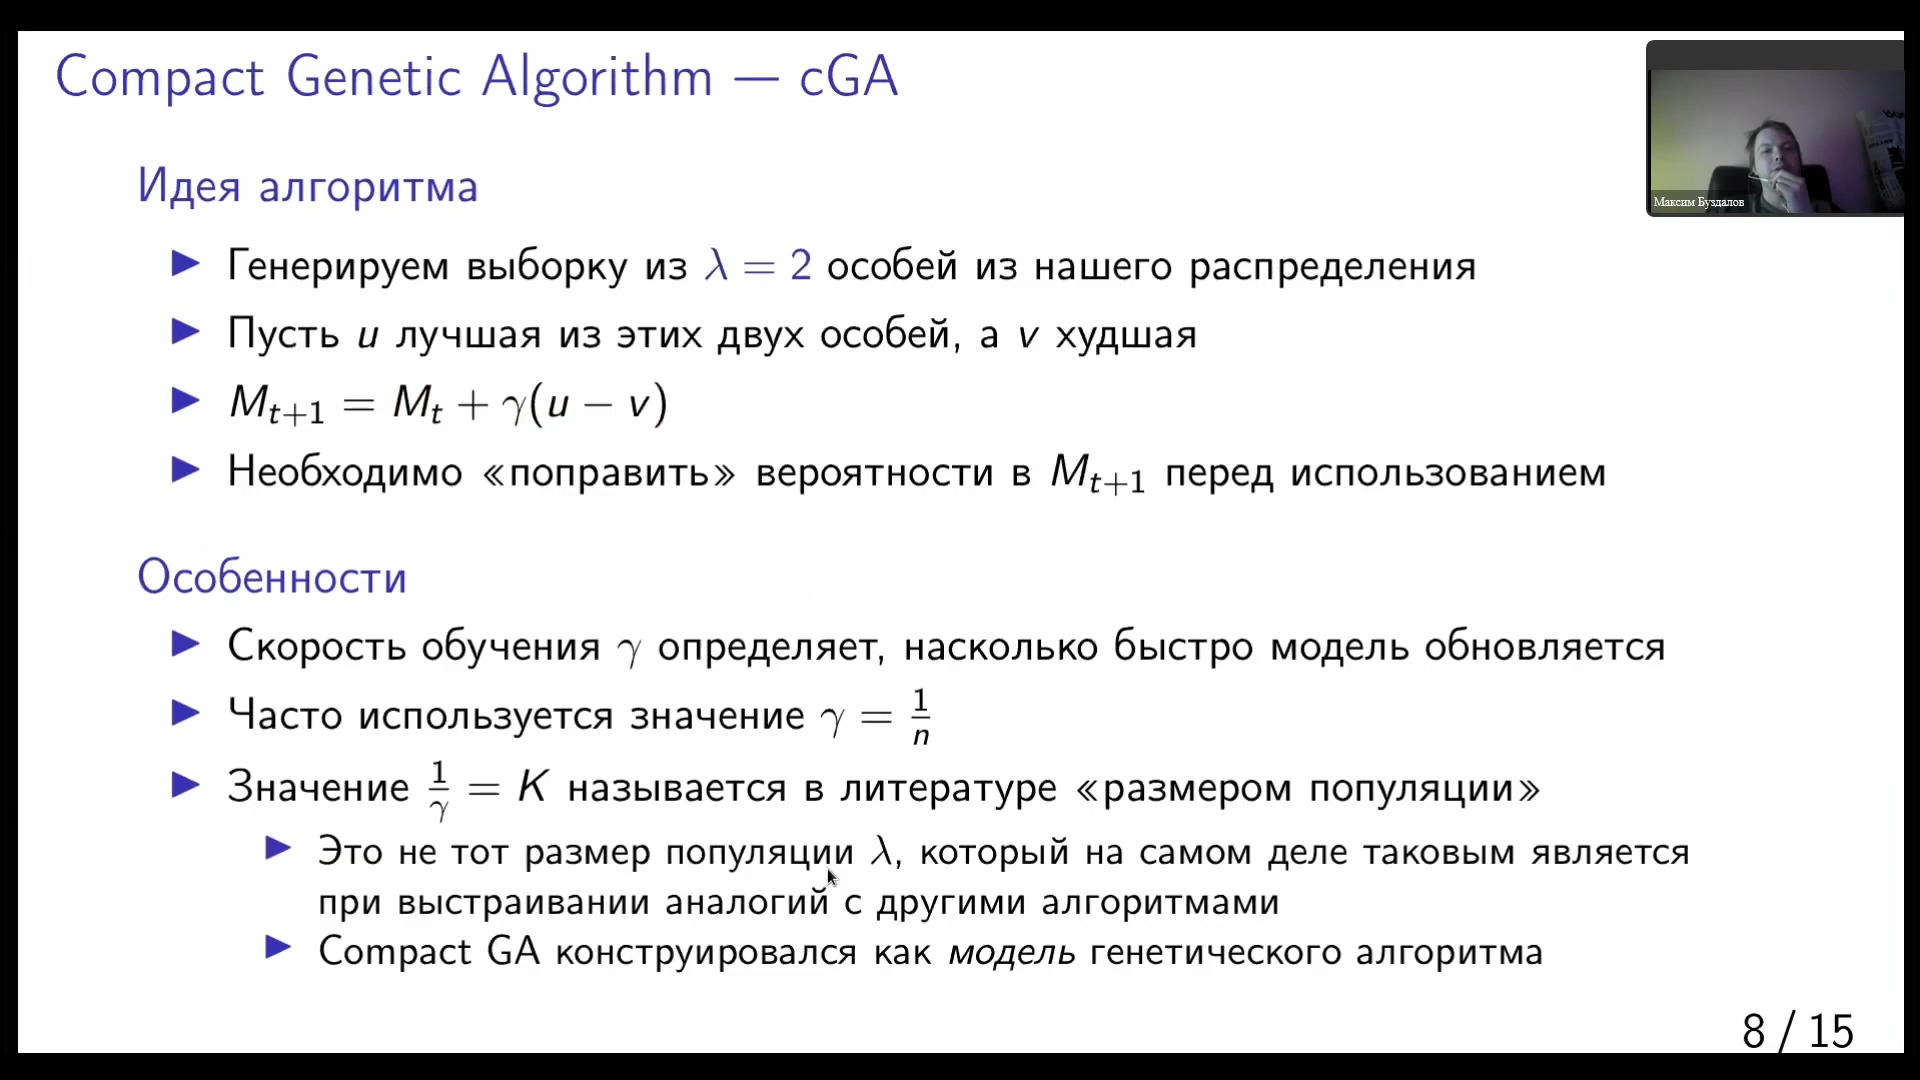 Compact Genetic Algorithm — cGA
Максим Буздалов
Идея алгоритма
Генерируем выборку из λ = 2 особей из нашего распределения
Пусть u лучшая из этих двух особей, а v худшая
M_{t+1} = M_t + γ(u − v)
Необходимо «поправить» вероятности в M_{t+1} перед использованием
Особенности
Скорость обучения γ определяет, насколько быстро модель обновляется
Часто используется значение γ = 1/n
Значение 1/γ = K называется в литературе «размером популяции»
Это не тот размер популяции λ, который на самом деле таковым является
при выстраивании аналогий с другими алгоритмами
Compact GA конструировался как модель генетического алгоритма
8 / 15